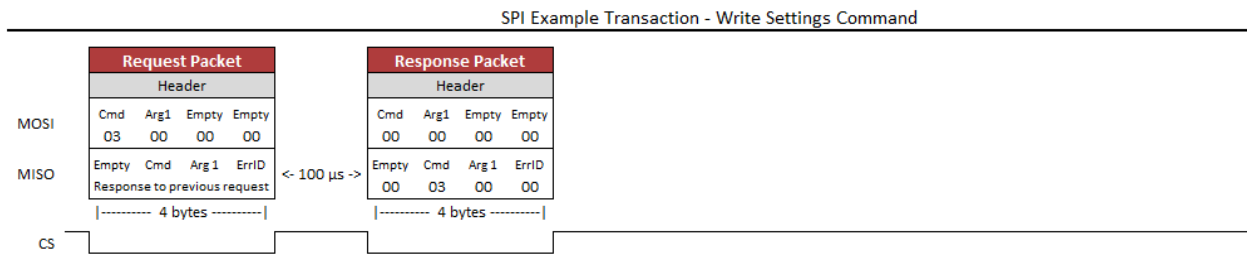 SPI Example Transaction - Write Settings Command
Request Packet Response Packet
Header Header
Cmd Arg1 Empty Empty Cmd Arg1 Empty Empty
MOSI
03 00 00 00 00 00 00 00
Empty Cmd Arg 1 ErrID Empty Cmd Arg 1 ErrID
MISO <- 100 µs ->
Response to previous request 00 03 00 00
|---------- 4 bytes ----------| |---------- 4 bytes ----------|
CS